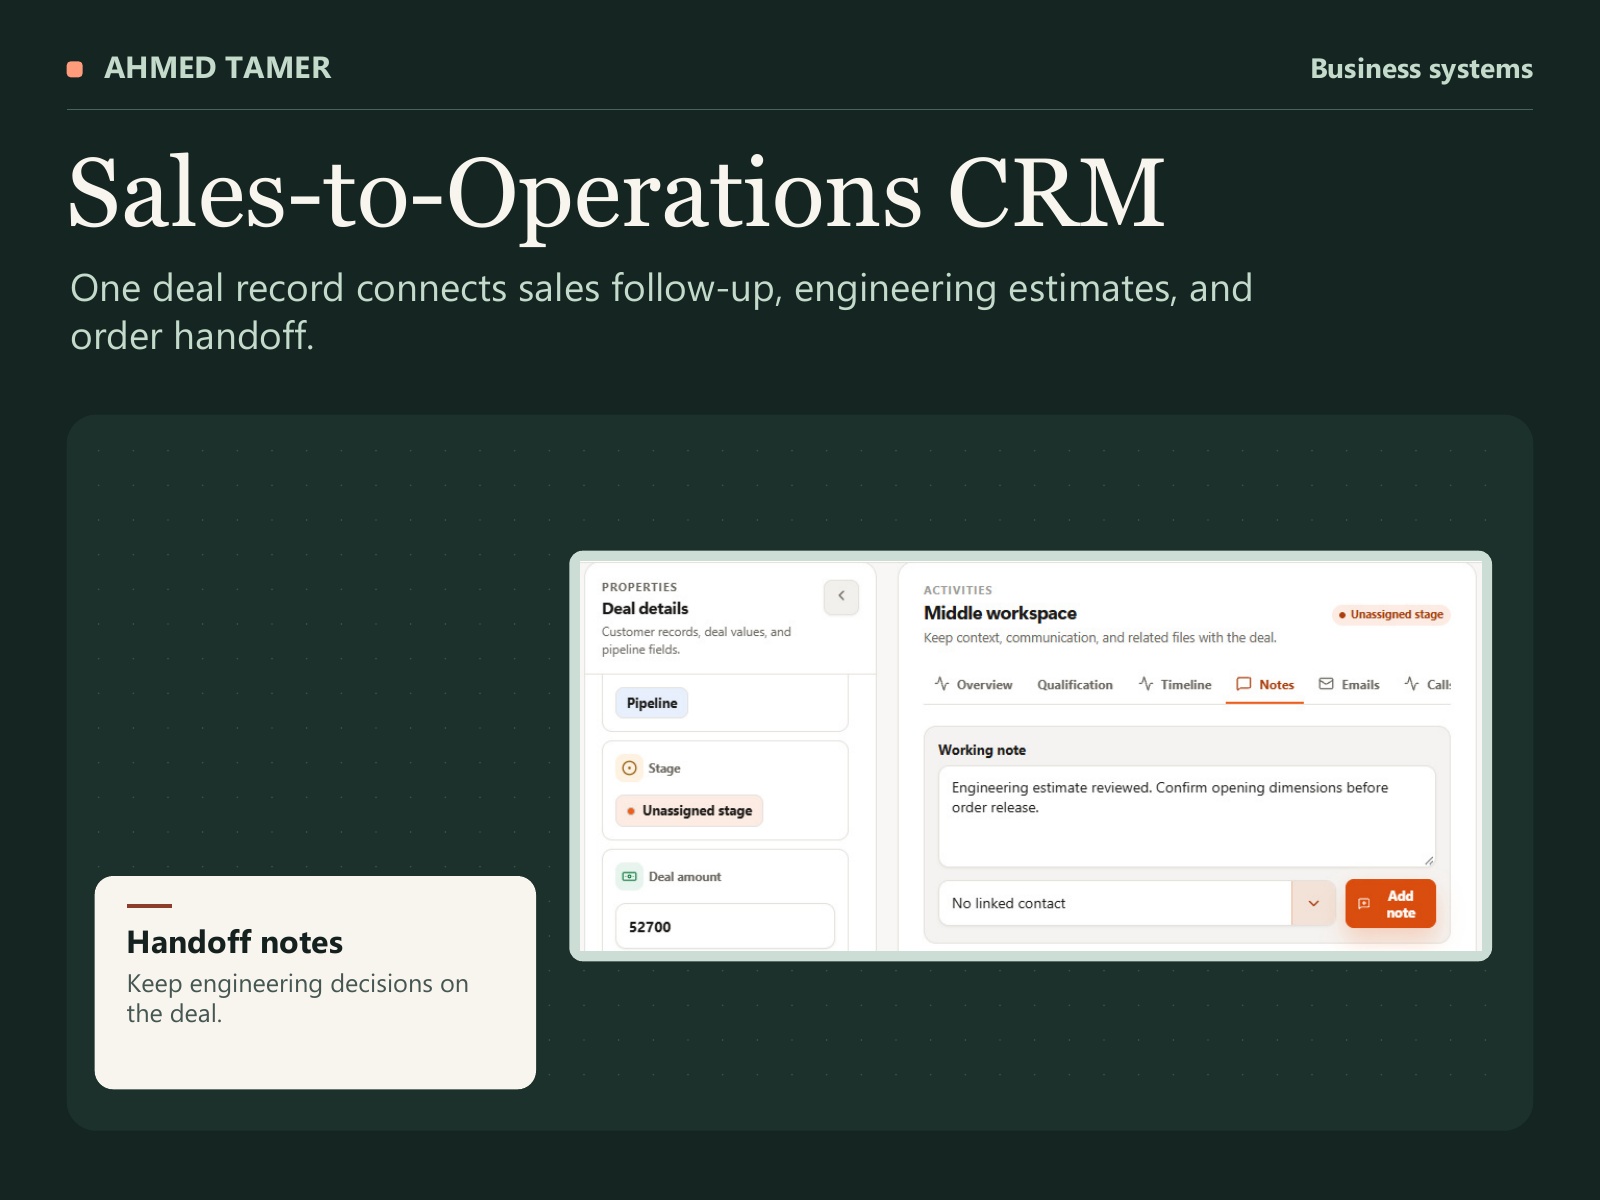 AHMED TAMER
Business systems
Sales-to-Operations CRM
One deal record connects sales follow-up, engineering estimates, and
order handoff.
PROPERTIES
Deal details
Customer records, deal values, and
pipeline fields.
Pipeline
Stage
Unassigned stage
Deal amount
52700
ACTIVITIES
Middle workspace
Unassigned stage
Keep context, communication, and related files with the deal.
Overview
Qualification
Timeline
Notes
Emails
Calls
Working note
Engineering estimate reviewed. Confirm opening dimensions before
order release.
No linked contact
Add
note
Handoff notes
Keep engineering decisions on
the deal.